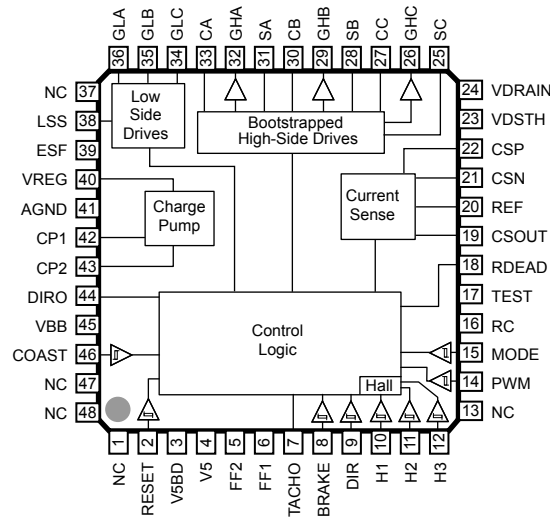 GLA
GLB
GLC
CA
GHA
SA
CB
GHB
SB
CC
GHC
SC
36
35
34
33
32
31
30
29
28
27
26
25
NC 37
LSS 38
ESF 39
VREG 40
AGND 41
CP1 42
CP2 43
DIRO 44
VBB 45
COAST 46
NC 47
NC 48
Low
Side
Drives
Bootstrapped
High-Side Drives
Charge
Pump
Current
Sense
Control
Logic
Hall
24 VDRAIN
23 VDSTH
22 CSP
21 CSN
20 REF
19 CSOUT
18 RDEAD
17 TEST
16 RC
15 MODE
14 PWM
13 NC
1
2
3
4
5
6
7
8
9
10
11
12
NC
RESET
V5BD
V5
FF2
FF1
TACHO
BRAKE
DIR
H1
H2
H3